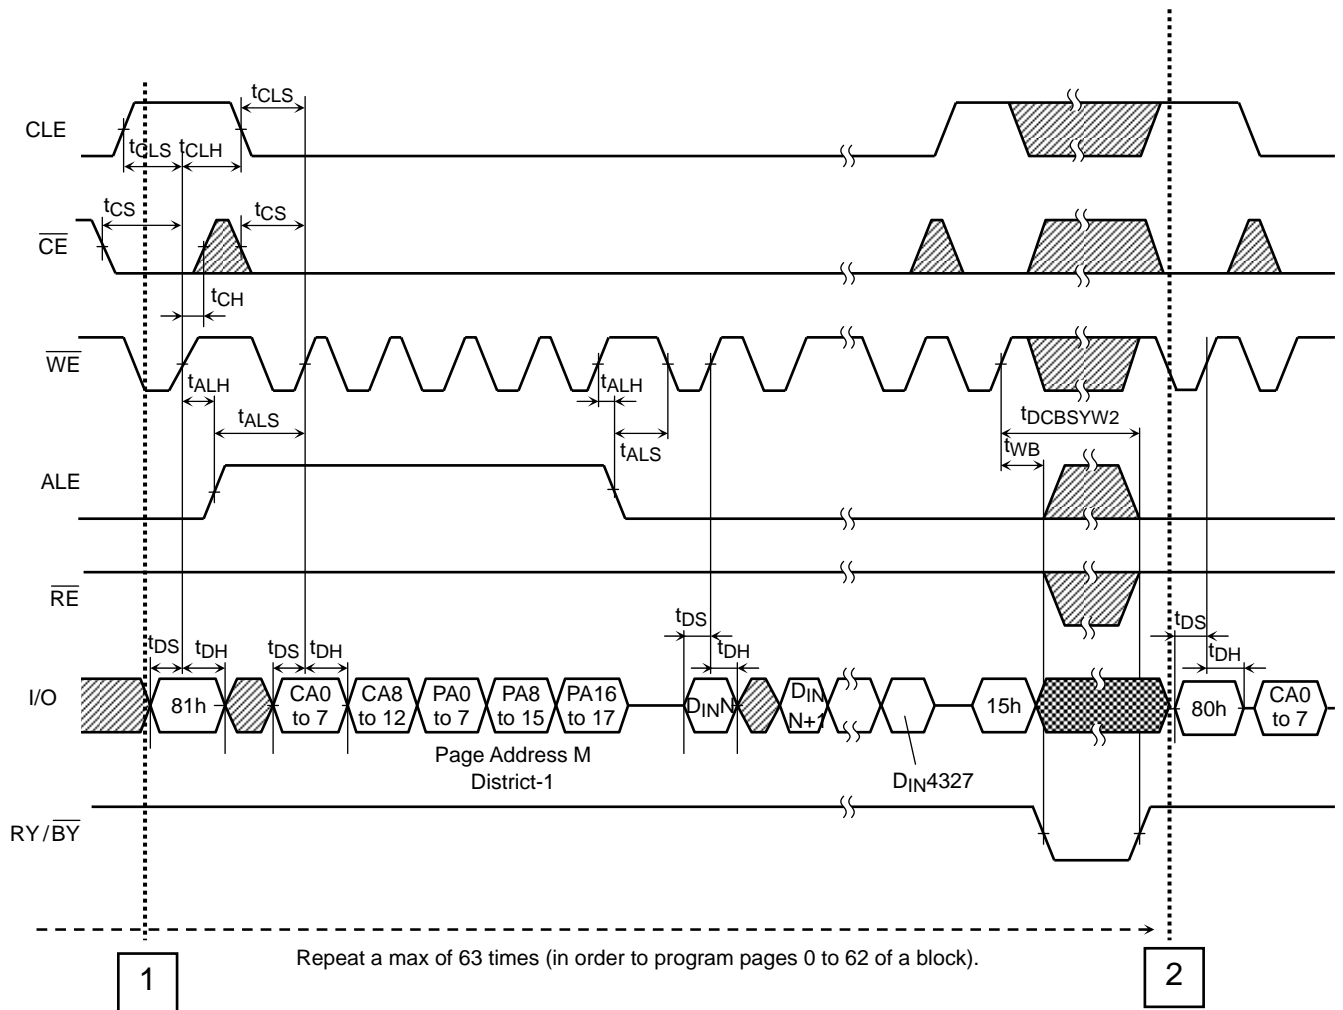 tCLS
CLE
tCLS tCLH
tCS tCS
CE
tCH
WE
tALH tALH
tALS tDCBSYW2
tALS tWB
ALE
RE
tDS tDH tDS tDH tDS tDH tDS tDH
I/O
81h
CA0 to 7
CA8 to 12
PA0 to 7
PA8 to 15
PA16 to 17
DINN
DIN N+1
15h
80h
CA0 to 7
Page Address M
District-1
DIN4327
RY/BY
Repeat a max of 63 times (in order to program pages 0 to 62 of a block).
1
2